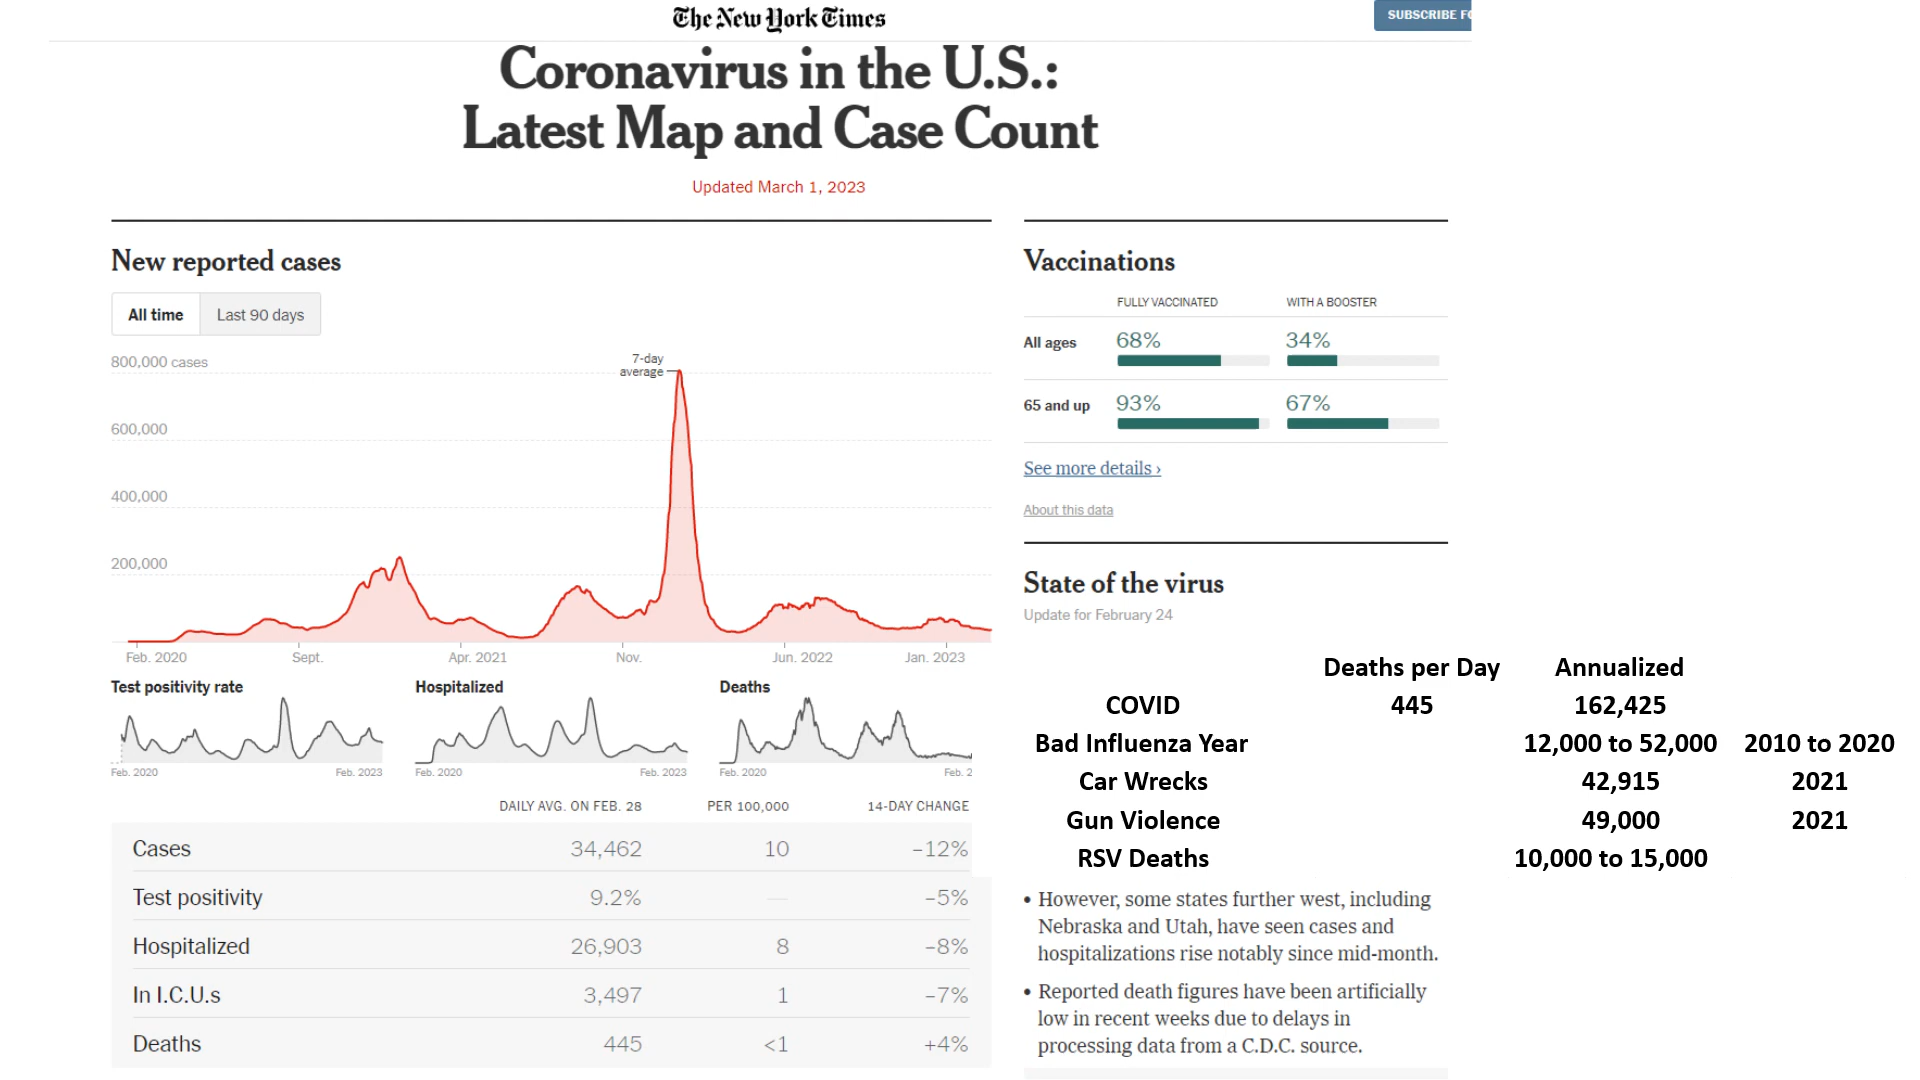 The New York Times
SUBSCRIBE FO
Coronavirus in the U.S.:
Latest Map and Case Count
Updated March 1, 2023
New reported cases
All time Last 90 days
800,000 cases
600,000
400,000
200,000
7-day
average
Feb. 2020 Sept. Apr. 2021 Nov. Jun. 2022 Jan. 2023
Test positivity rate
Feb. 2020 Feb. 2023
Hospitalized
Feb. 2020 Feb. 2023
Deaths
Feb. 2020 Feb. 2
DAILY AVG. ON FEB. 28 PER 100,000 14-DAY CHANGE
Cases 34,462 10 –12%
Test positivity 9.2% — –5%
Hospitalized 26,903 8 –8%
In I.C.U.s 3,497 1 –7%
Deaths 445 <1 +4%
Vaccinations
FULLY VACCINATED WITH A BOOSTER
All ages 68% 34%
65 and up 93% 67%
See more details ›
About this data
State of the virus
Update for February 24
Deaths per Day Annualized
COVID 445 162,425
Bad Influenza Year 12,000 to 52,000 2010 to 2020
Car Wrecks 42,915 2021
Gun Violence 49,000 2021
RSV Deaths 10,000 to 15,000
• However, some states further west, including
Nebraska and Utah, have seen cases and
hospitalizations rise notably since mid-month.
• Reported death figures have been artificially
low in recent weeks due to delays in
processing data from a C.D.C. source.